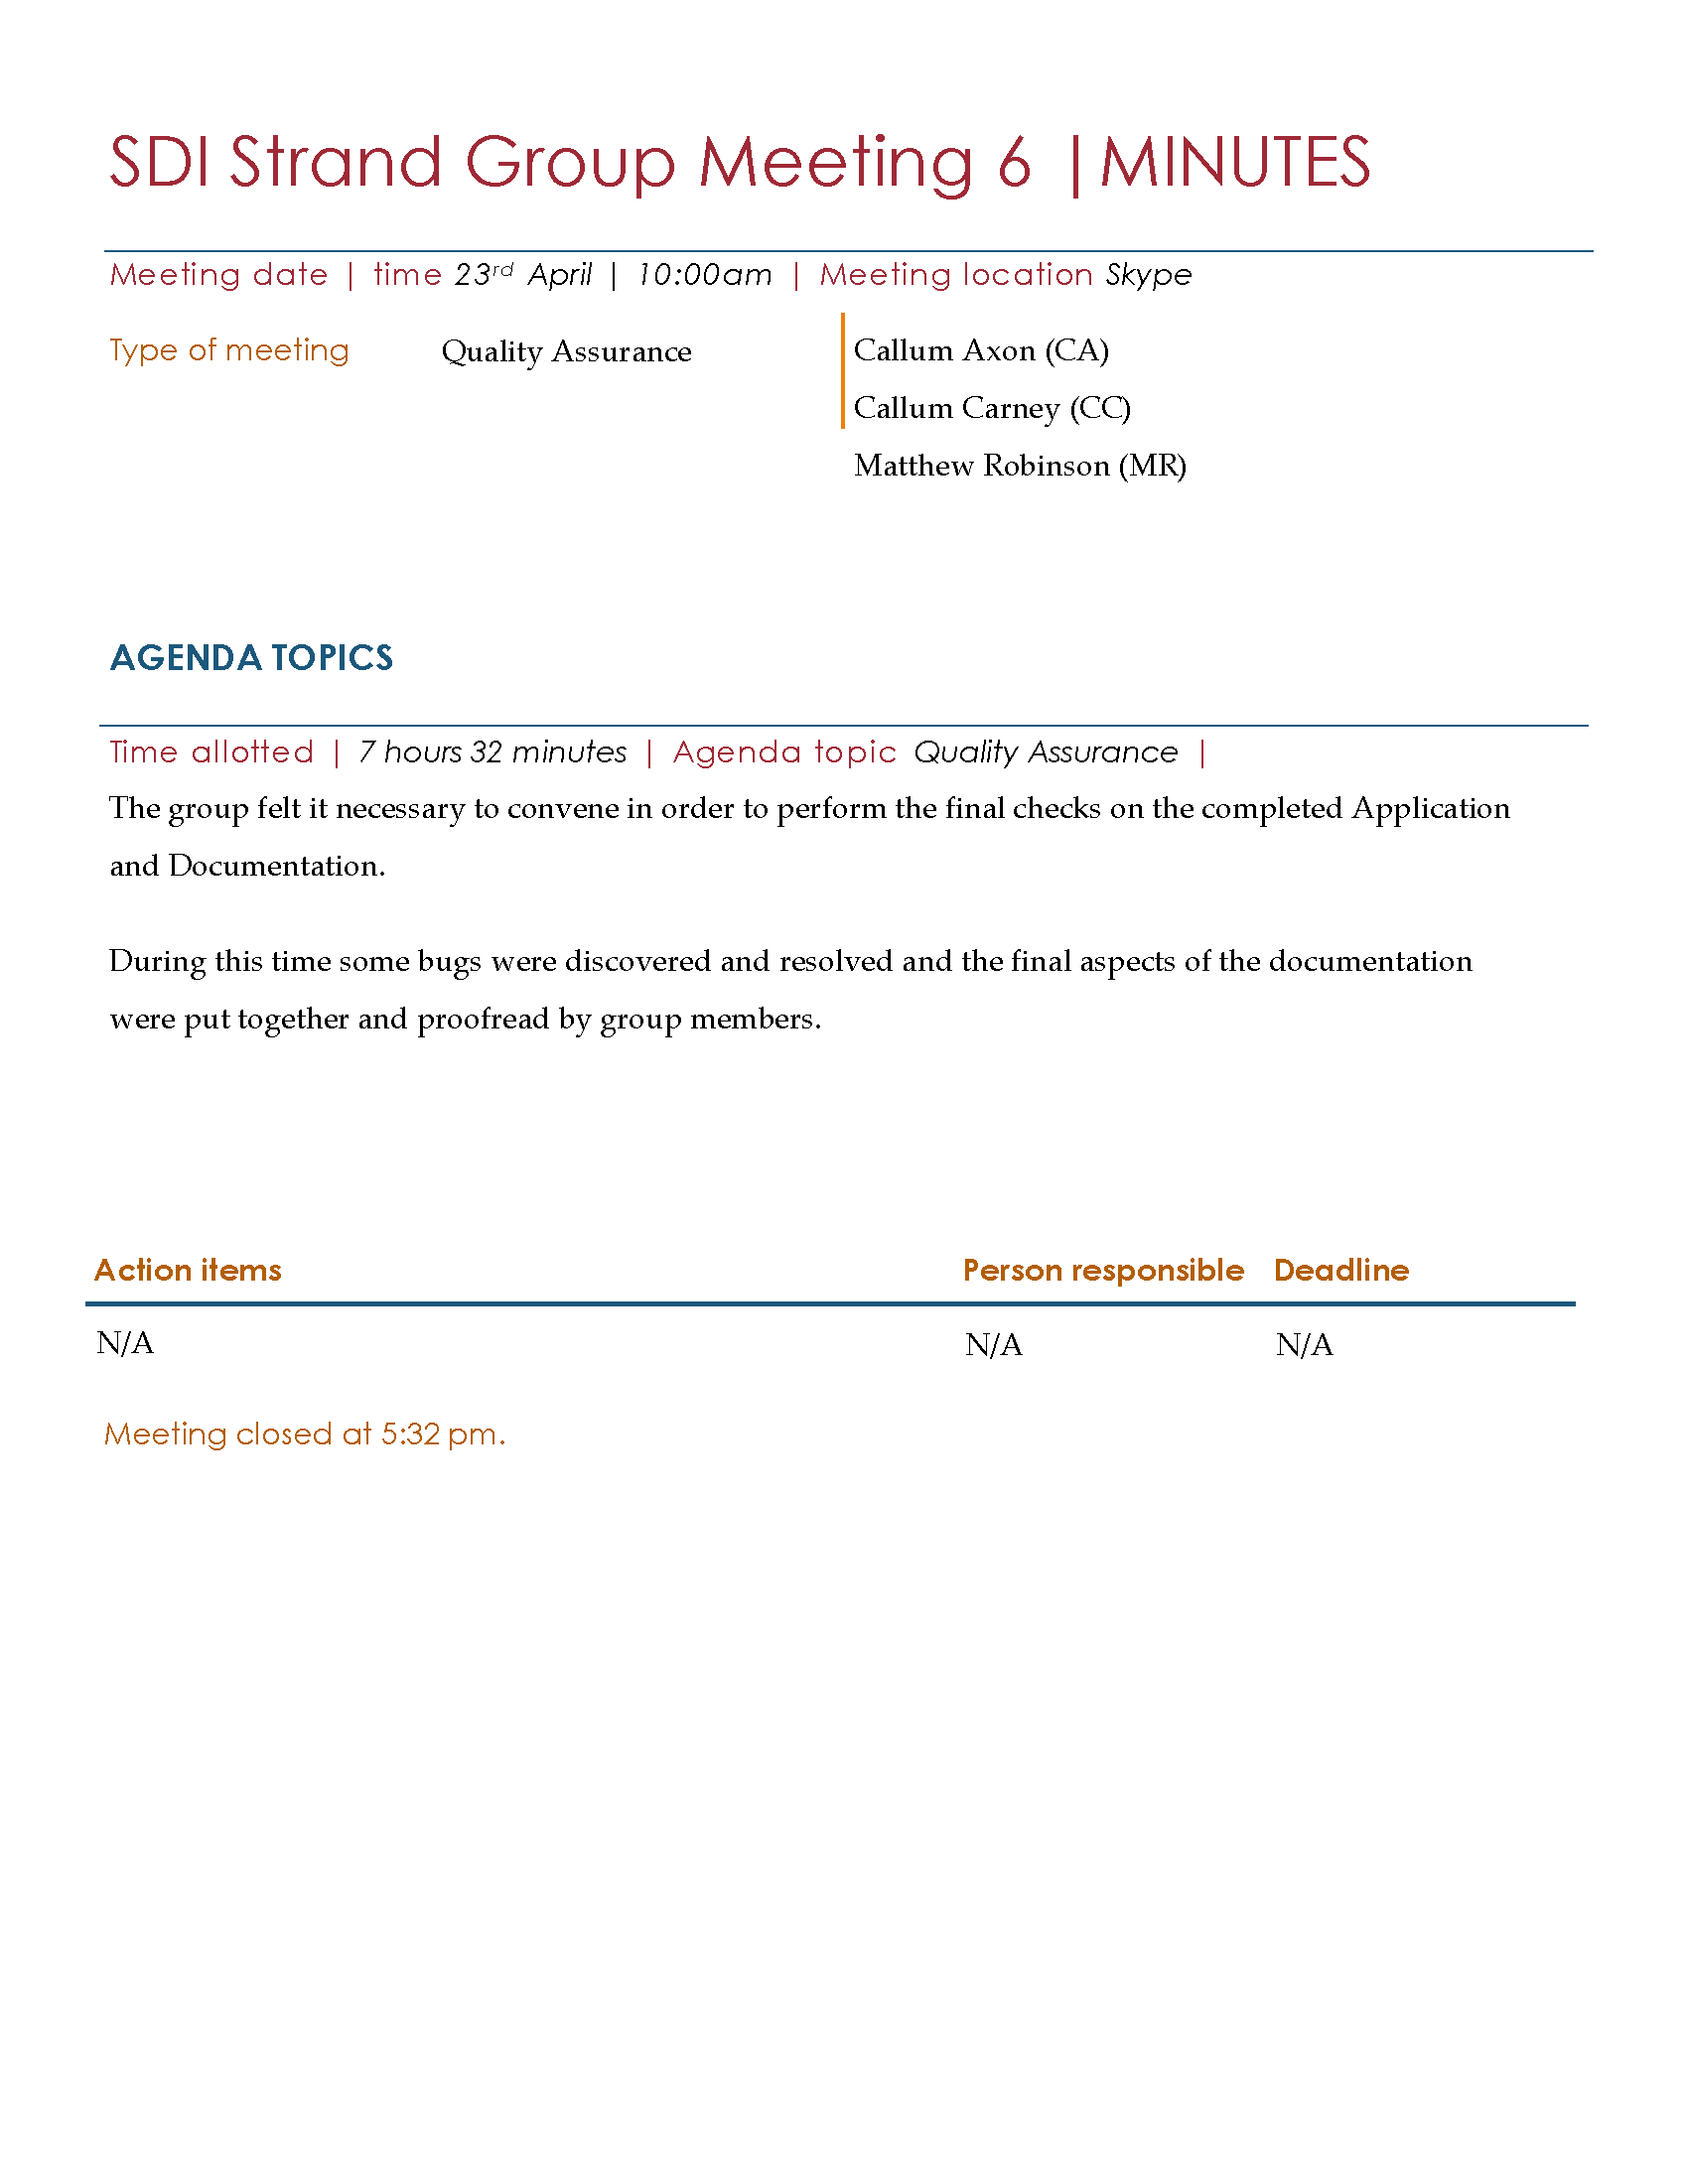 SDI Strand Group Meeting 6 |MINUTES
Meeting date | time 23rd April | 10:00am | Meeting location Skype
Type of meeting Quality Assurance Callum Axon (CA)
Callum Carney (CC)
Matthew Robinson (MR)
AGENDA TOPICS
Time allotted | 7 hours 32 minutes | Agenda topic Quality Assurance |
The group felt it necessary to convene in order to perform the final checks on the completed Application
and Documentation.
During this time some bugs were discovered and resolved and the final aspects of the documentation
were put together and proofread by group members.
Action items Person responsible Deadline
N/A N/A N/A
Meeting closed at 5:32 pm.